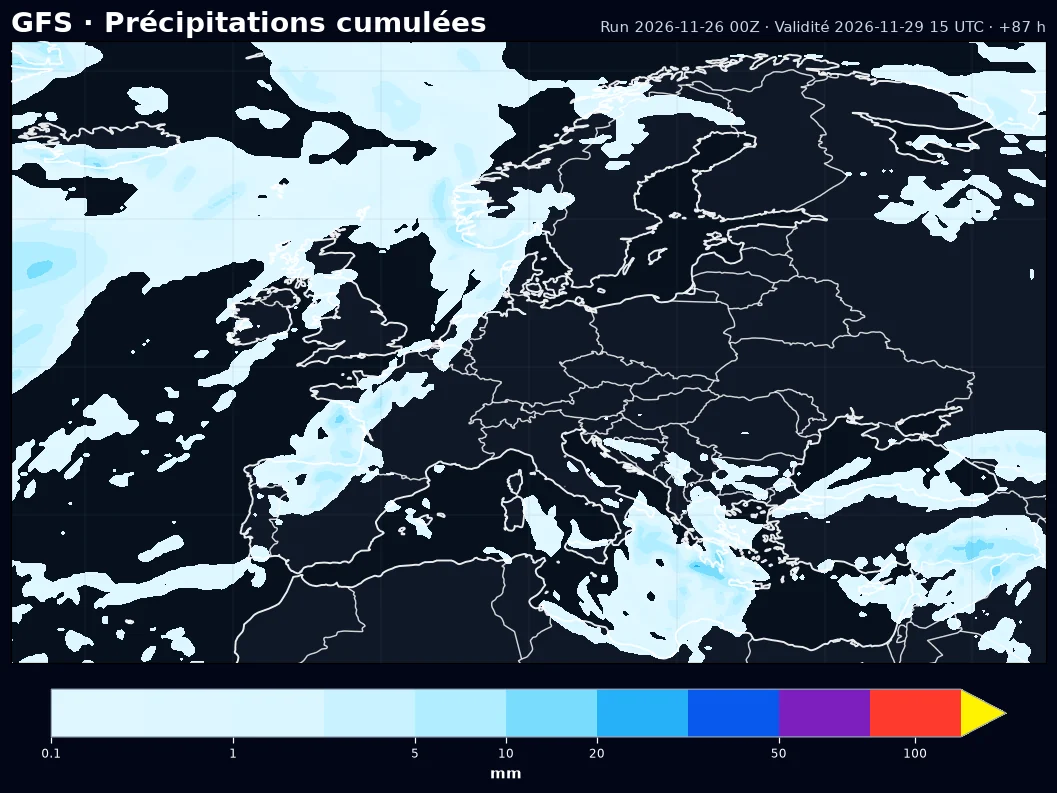 GFS · Précipitations cumulées
Run 2026-11-26 00Z · Validité 2026-11-29 15 UTC · +87 h
0.1 1 5 10 20 50 100
mm